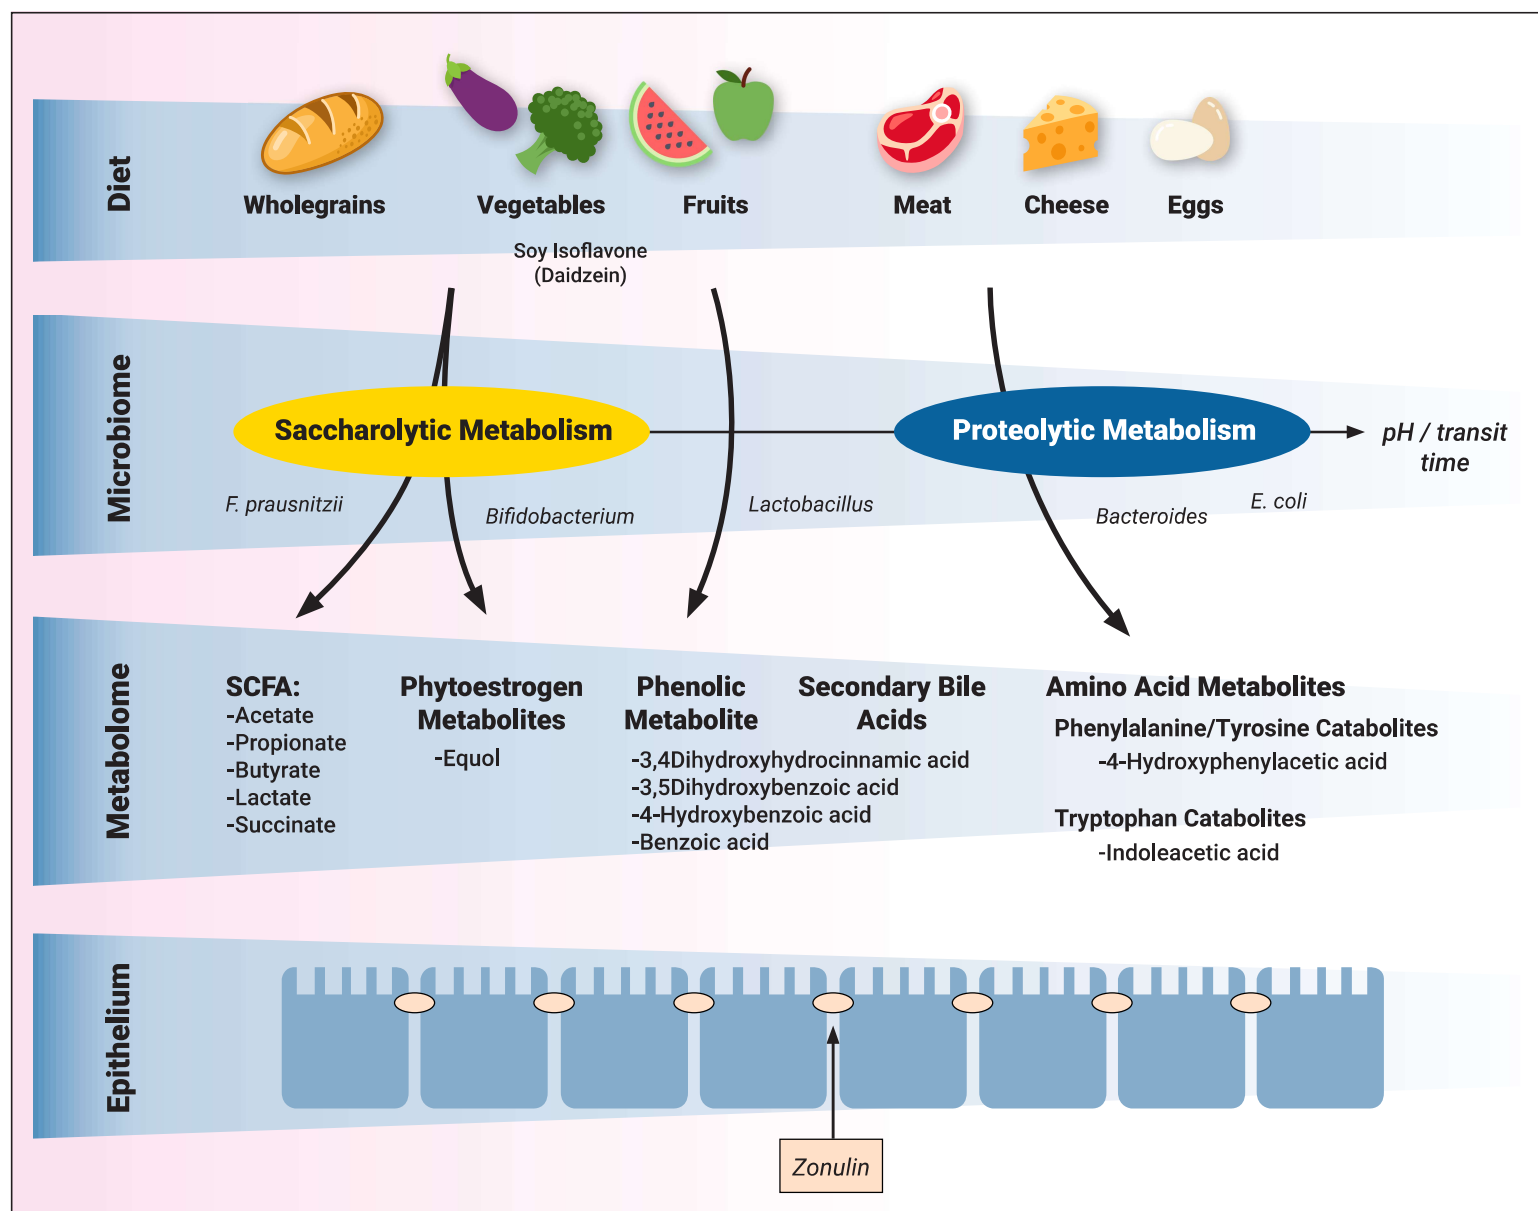 Diet
Wholegrains
Vegetables
Fruits
Meat
Cheese
Eggs
Soy Isoflavone
(Daidzein)
Microbiome
Saccharolytic Metabolism
Proteolytic Metabolism
pH / transit
time
F. prausnitzii
Bifidobacterium
Lactobacillus
Bacteroides
E. coli
Metabolome
SCFA:
-Acetate
-Propionate
-Butyrate
-Lactate
-Succinate
Phytoestrogen
Metabolites
-Equol
Phenolic
Metabolite
-3,4Dihydroxyhydrocinnamic acid
-3,5Dihydroxybenzoic acid
-4-Hydroxybenzoic acid
-Benzoic acid
Secondary Bile
Acids
Amino Acid Metabolites
Phenylalanine/Tyrosine Catabolites
-4-Hydroxyphenylacetic acid
Tryptophan Catabolites
-Indoleacetic acid
Epithelium
Zonulin